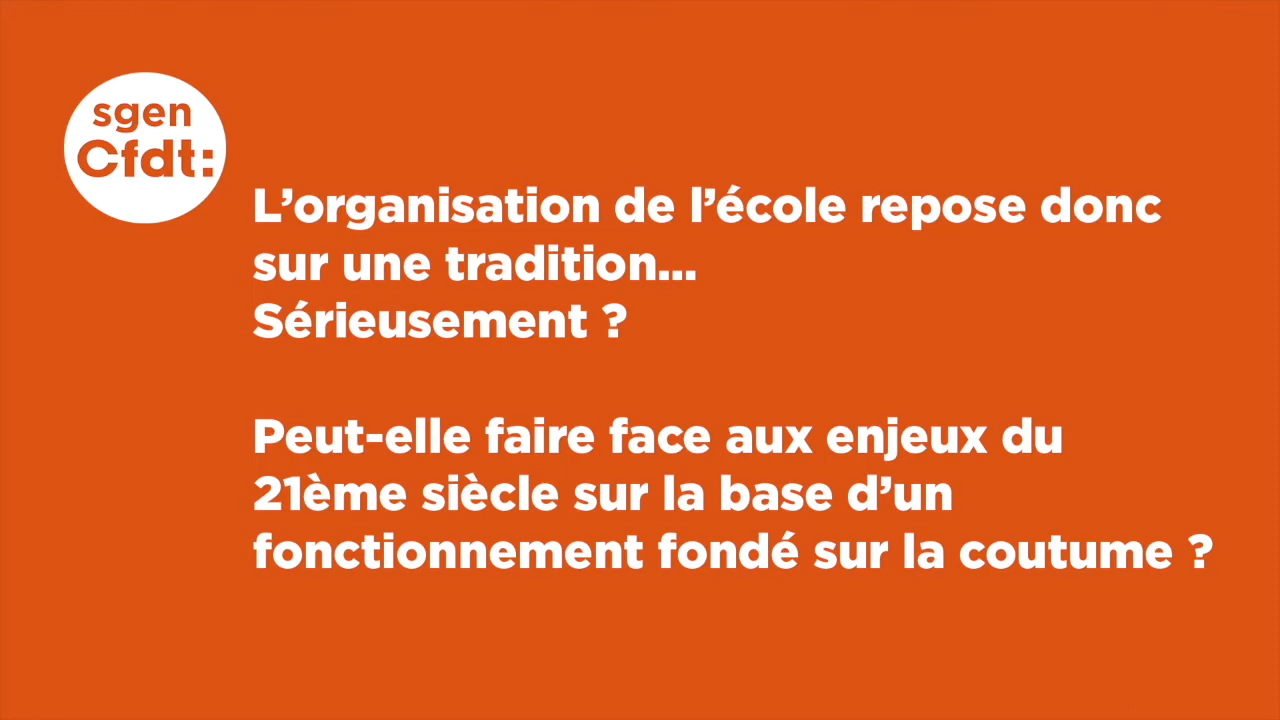 sgen
Cfdt:
L’organisation de l’école repose donc
sur une tradition...
Sérieusement ?
Peut-elle faire face aux enjeux du
21ème siècle sur la base d’un
fonctionnement fondé sur la coutume ?